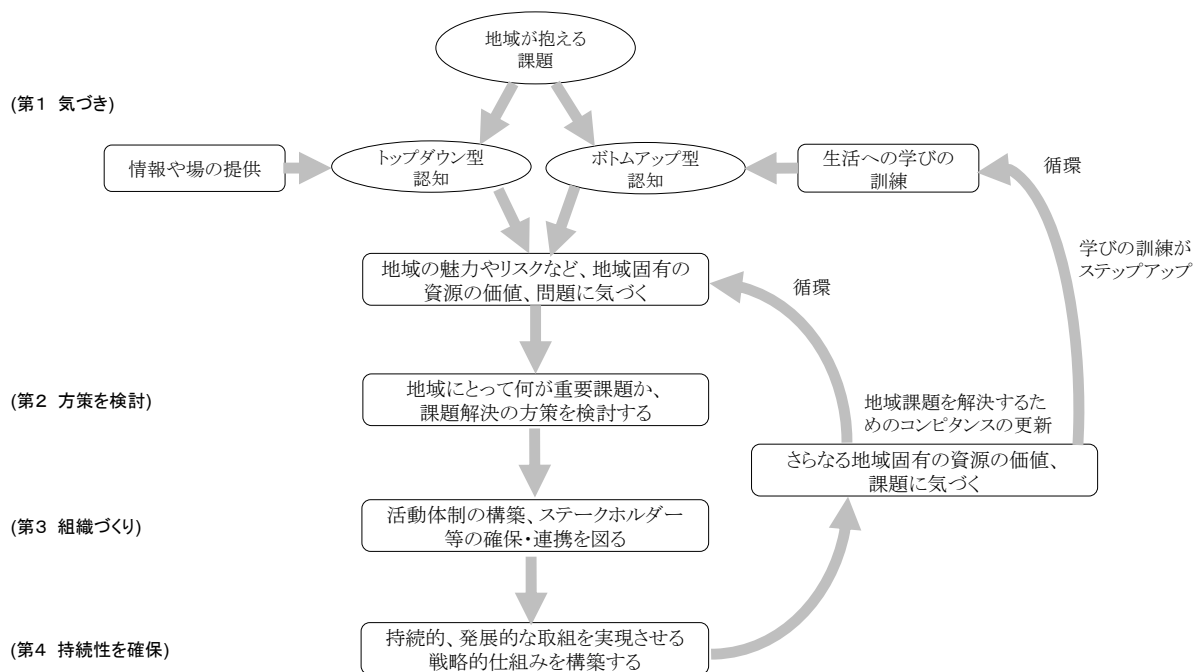 地域が抱える
課題
(第1 気づき)
情報や場の提供
トップダウン型
認知
ボトムアップ型
認知
生活への学びの
訓練
循環
学びの訓練が
ステップアップ
地域の魅力やリスクなど、地域固有の
資源の価値、問題に気づく
循環
(第2 方策を検討)
地域にとって何が重要課題か、
課題解決の方策を検討する
地域課題を解決するた
めのコンピタンスの更新
さらなる地域固有の資源の価値、
課題に気づく
(第3 組織づくり)
活動体制の構築、ステークホルダー
等の確保・連携を図る
(第4 持続性を確保)
持続的、発展的な取組を実現させる
戦略的仕組みを構築する